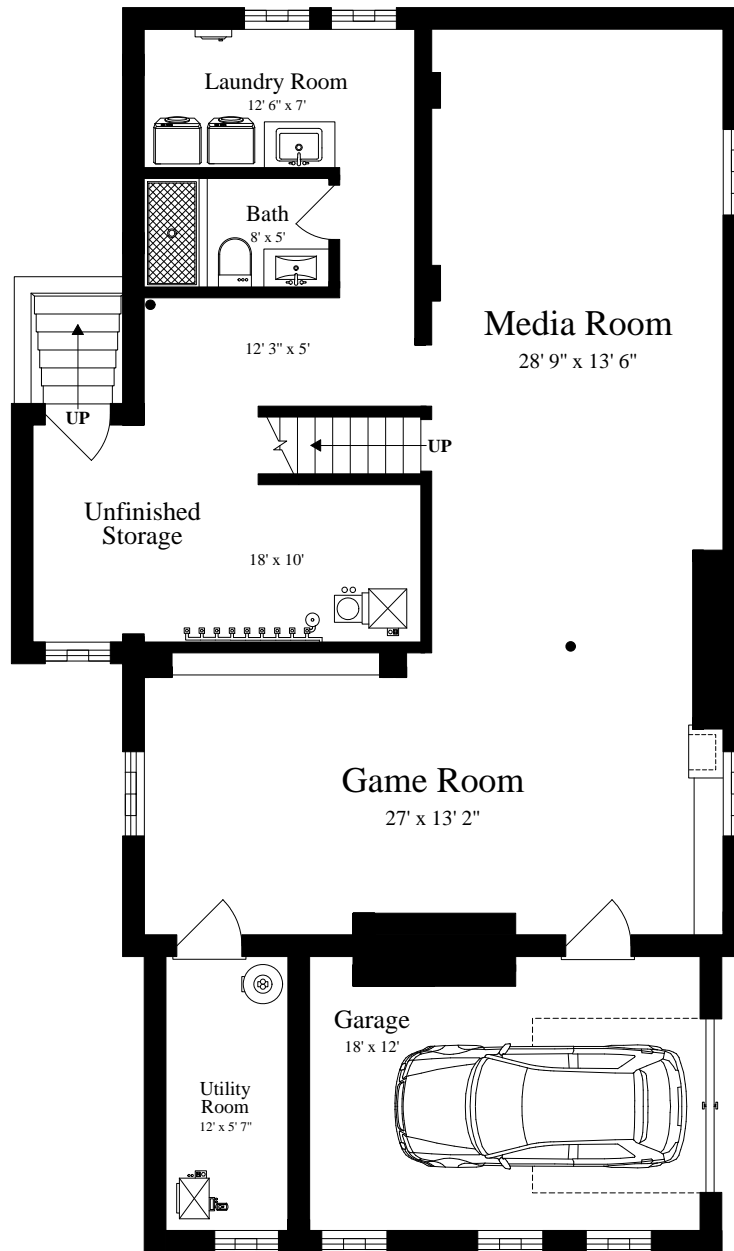 Laundry Room
12' 6" x 7'
Bath
8' x 5'
Media Room
28' 9" x 13' 6"
12' 3" x 5'
UP
UP
Unfinished
Storage
18' x 10'
Game Room
27' x 13' 2"
Garage
18' x 12'
Utility
Room
12' x 5' 7"